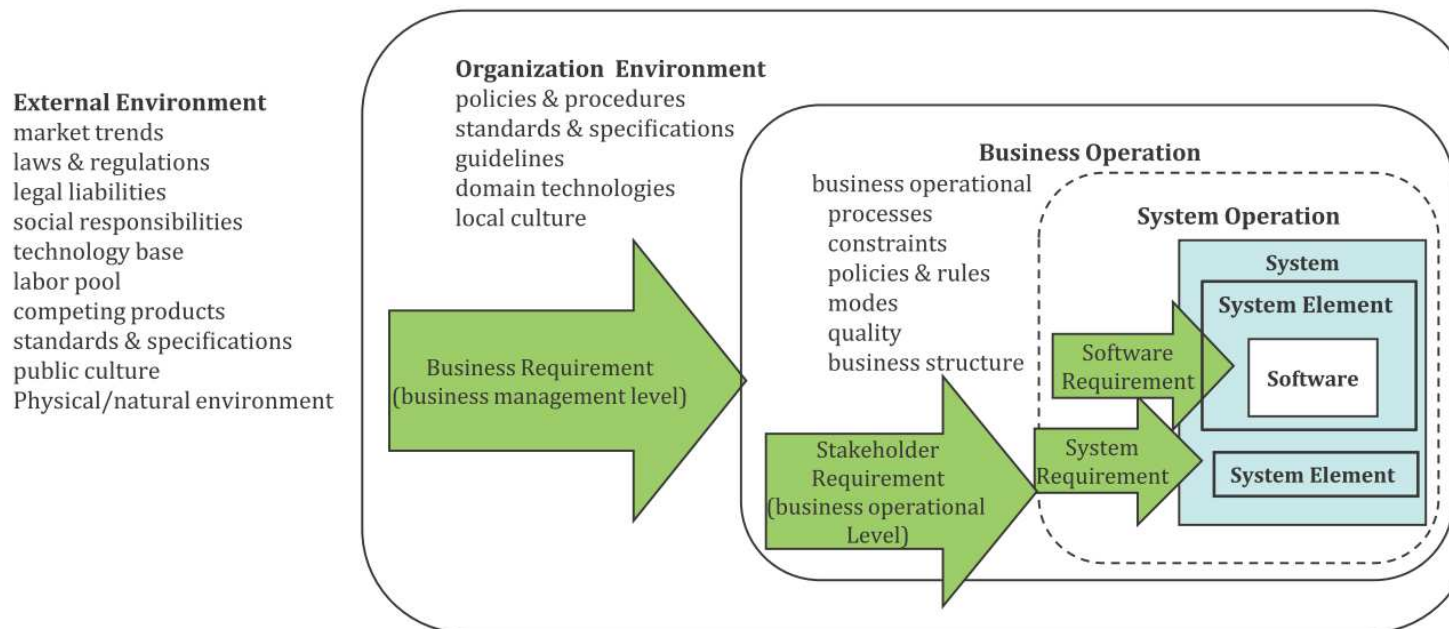 External Environment
market trends
laws & regulations
legal liabilities
social responsibilities
technology base
labor pool
competing products
standards & specifications
public culture
Physical/natural environment
Organization Environment
policies & procedures
standards & specifications
guidelines
domain technologies
local culture
Business Requirement
(business management level)
Business Operation
business operational
processes
constraints
policies & rules
modes
quality
business structure
Stakeholder
Requirement
(business operational
Level)
System Operation
System
System Element
Software
Software
Requirement
System
Requirement
System Element